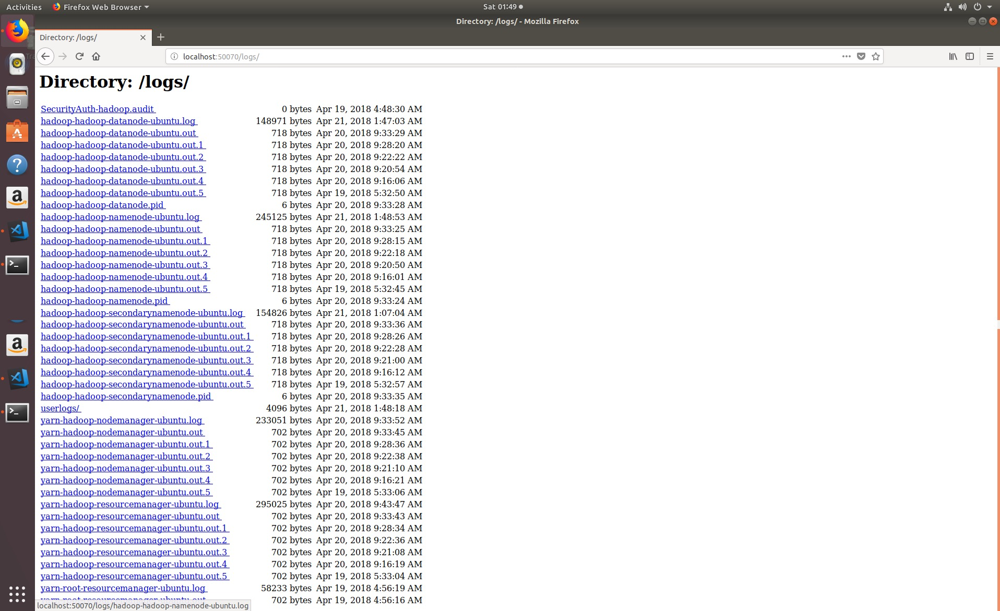 Activities Firefox Web Browser Sat 01:49
Directory: /logs/ - Mozilla Firefox
Directory: /logs/
localhost:50070/logs/
Directory: /logs/
SecurityAuth-hadoop.audit 0 bytes Apr 19, 2018 4:48:30 AM
hadoop-hadoop-datanode-ubuntu.log 148971 bytes Apr 21, 2018 1:47:03 AM
hadoop-hadoop-datanode-ubuntu.out 718 bytes Apr 20, 2018 9:33:29 AM
hadoop-hadoop-datanode-ubuntu.out.1 718 bytes Apr 20, 2018 9:28:20 AM
hadoop-hadoop-datanode-ubuntu.out.2 718 bytes Apr 20, 2018 9:22:22 AM
hadoop-hadoop-datanode-ubuntu.out.3 718 bytes Apr 20, 2018 9:20:54 AM
hadoop-hadoop-datanode-ubuntu.out.4 718 bytes Apr 20, 2018 9:16:06 AM
hadoop-hadoop-datanode-ubuntu.out.5 718 bytes Apr 19, 2018 5:32:50 AM
hadoop-hadoop-datanode.pid 6 bytes Apr 20, 2018 9:33:28 AM
hadoop-hadoop-namenode-ubuntu.log 245125 bytes Apr 21, 2018 1:48:53 AM
hadoop-hadoop-namenode-ubuntu.out 718 bytes Apr 20, 2018 9:33:25 AM
hadoop-hadoop-namenode-ubuntu.out.1 718 bytes Apr 20, 2018 9:28:15 AM
hadoop-hadoop-namenode-ubuntu.out.2 718 bytes Apr 20, 2018 9:22:18 AM
hadoop-hadoop-namenode-ubuntu.out.3 718 bytes Apr 20, 2018 9:20:50 AM
hadoop-hadoop-namenode-ubuntu.out.4 718 bytes Apr 20, 2018 9:16:01 AM
hadoop-hadoop-namenode-ubuntu.out.5 718 bytes Apr 19, 2018 5:32:45 AM
hadoop-hadoop-namenode.pid 6 bytes Apr 20, 2018 9:33:24 AM
hadoop-hadoop-secondarynamenode-ubuntu.log 154826 bytes Apr 21, 2018 1:07:04 AM
hadoop-hadoop-secondarynamenode-ubuntu.out 718 bytes Apr 20, 2018 9:33:36 AM
hadoop-hadoop-secondarynamenode-ubuntu.out.1 718 bytes Apr 20, 2018 9:28:26 AM
hadoop-hadoop-secondarynamenode-ubuntu.out.2 718 bytes Apr 20, 2018 9:22:28 AM
hadoop-hadoop-secondarynamenode-ubuntu.out.3 718 bytes Apr 20, 2018 9:21:00 AM
hadoop-hadoop-secondarynamenode-ubuntu.out.4 718 bytes Apr 20, 2018 9:16:12 AM
hadoop-hadoop-secondarynamenode-ubuntu.out.5 718 bytes Apr 19, 2018 5:32:57 AM
hadoop-hadoop-secondarynamenode.pid 6 bytes Apr 20, 2018 9:33:35 AM
userlogs/ 4096 bytes Apr 21, 2018 1:48:18 AM
yarn-hadoop-nodemanager-ubuntu.log 233051 bytes Apr 20, 2018 9:33:52 AM
yarn-hadoop-nodemanager-ubuntu.out 702 bytes Apr 20, 2018 9:33:45 AM
yarn-hadoop-nodemanager-ubuntu.out.1 702 bytes Apr 20, 2018 9:28:36 AM
yarn-hadoop-nodemanager-ubuntu.out.2 702 bytes Apr 20, 2018 9:22:38 AM
yarn-hadoop-nodemanager-ubuntu.out.3 702 bytes Apr 20, 2018 9:21:10 AM
yarn-hadoop-nodemanager-ubuntu.out.4 702 bytes Apr 20, 2018 9:16:21 AM
yarn-hadoop-nodemanager-ubuntu.out.5 702 bytes Apr 19, 2018 5:33:06 AM
yarn-hadoop-resourcemanager-ubuntu.log 295025 bytes Apr 20, 2018 9:43:47 AM
yarn-hadoop-resourcemanager-ubuntu.out 702 bytes Apr 20, 2018 9:33:43 AM
yarn-hadoop-resourcemanager-ubuntu.out.1 702 bytes Apr 20, 2018 9:28:34 AM
yarn-hadoop-resourcemanager-ubuntu.out.2 702 bytes Apr 20, 2018 9:22:36 AM
yarn-hadoop-resourcemanager-ubuntu.out.3 702 bytes Apr 20, 2018 9:21:08 AM
yarn-hadoop-resourcemanager-ubuntu.out.4 702 bytes Apr 20, 2018 9:16:19 AM
yarn-hadoop-resourcemanager-ubuntu.out.5 702 bytes Apr 19, 2018 5:33:04 AM
yarn-root-resourcemanager-ubuntu.log 58233 bytes Apr 19, 2018 4:56:19 AM
702 bytes Apr 19, 2018 4:56:16 AM
localhost:50070/logs/hadoop-hadoop-namenode-ubuntu.log